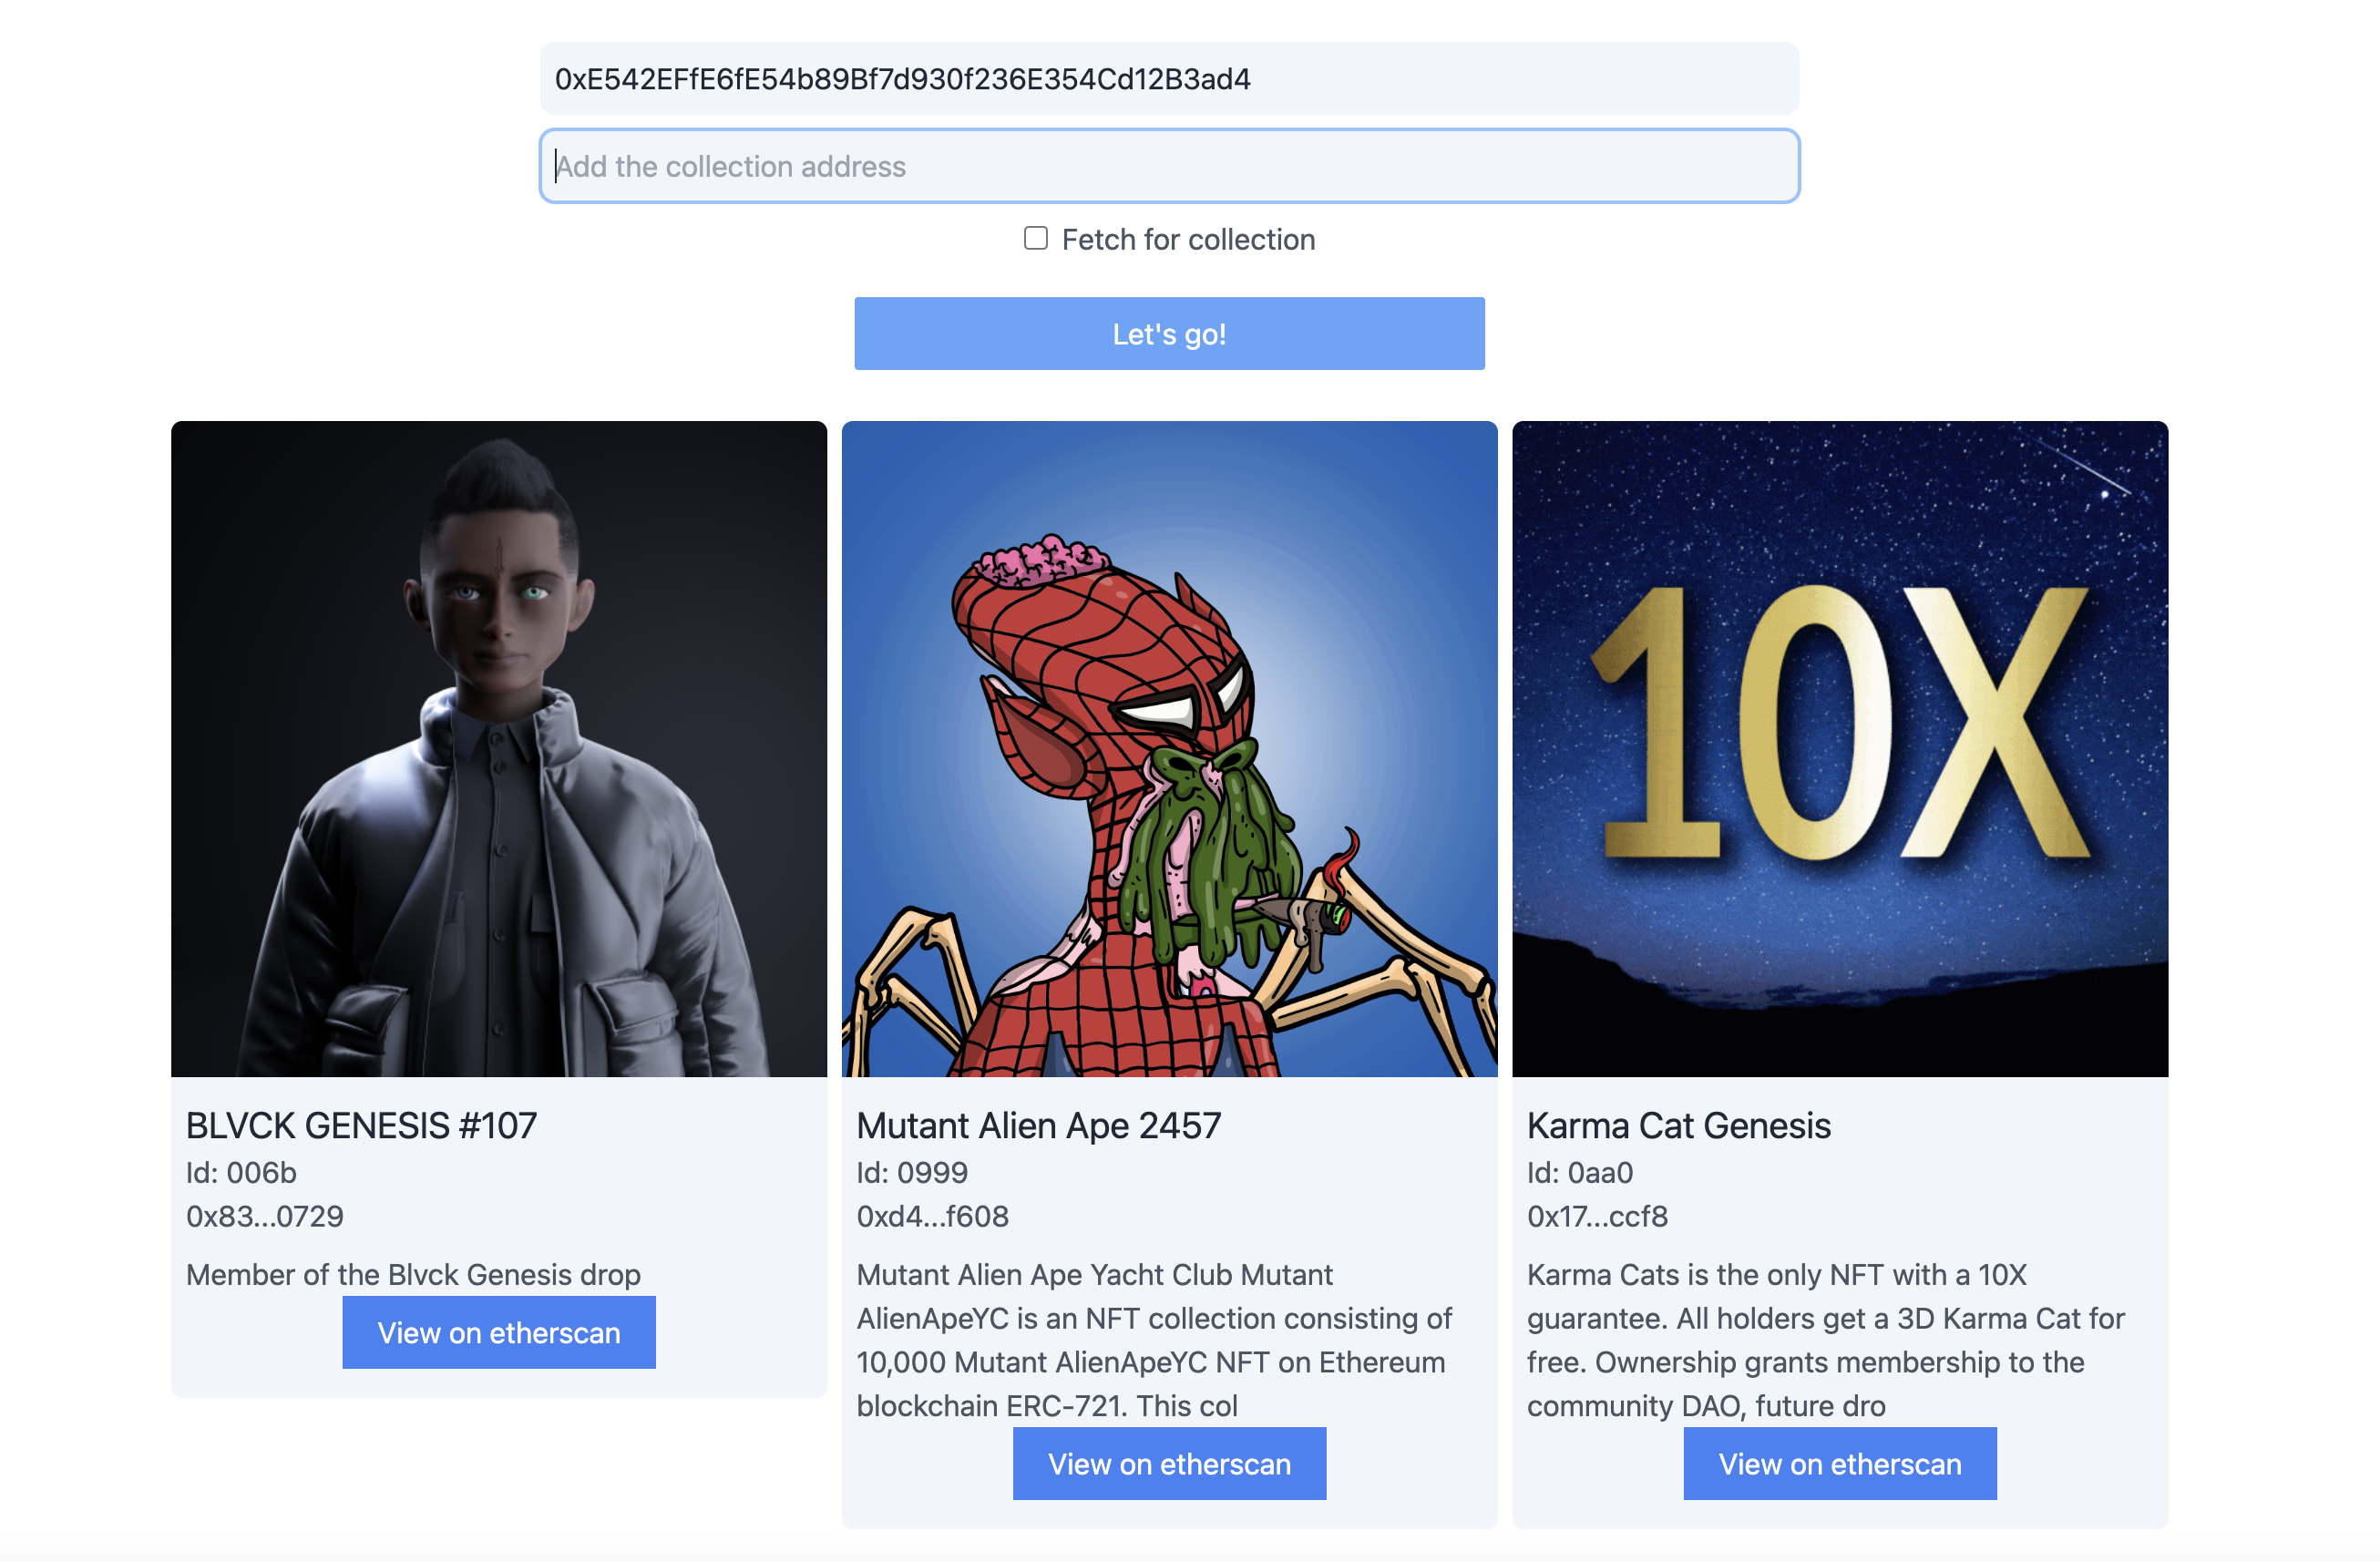 0xE542EFfE6fE54b89Bf7d930f236E354Cd12B3ad4
Add the collection address
Fetch for collection
Let's go!
10X
BLVCK GENESIS #107
Id: 006b
0x83...0729
Member of the Blvck Genesis drop
View on etherscan
Mutant Alien Ape 2457
Id: 0999
0xd4...f608
Mutant Alien Ape Yacht Club Mutant
AlienApeYC is an NFT collection consisting of
10,000 Mutant AlienApeYC NFT on Ethereum
blockchain ERC-721. This col
View on etherscan
Karma Cat Genesis
Id: 0aa0
0x17...ccf8
Karma Cats is the only NFT with a 10X
guarantee. All holders get a 3D Karma Cat for
free. Ownership grants membership to the
community DAO, future dro
View on etherscan